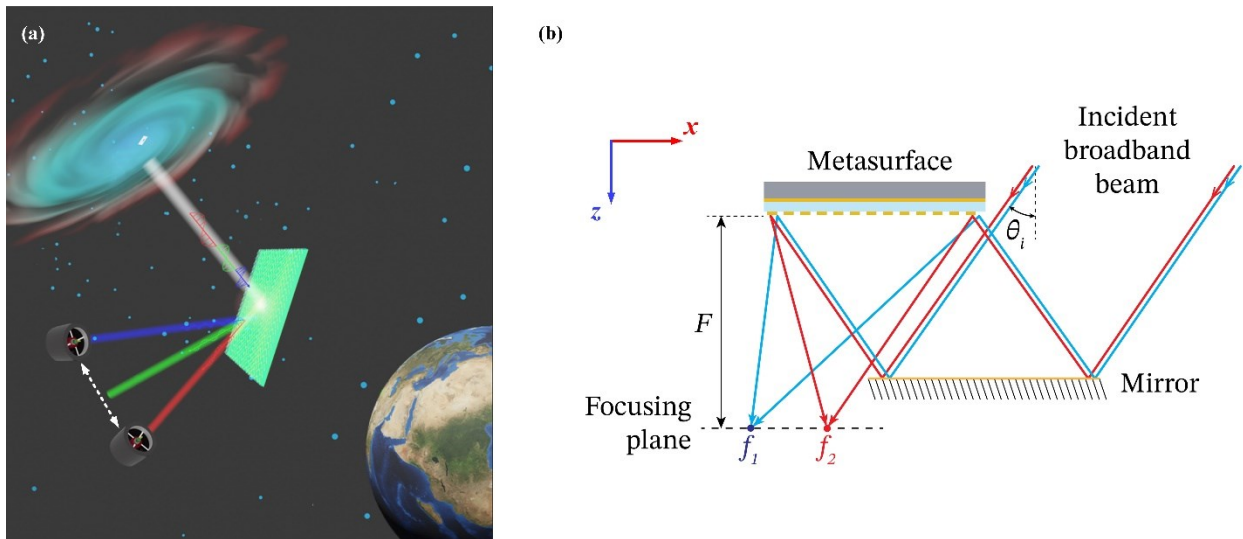 (a)
(b)
x
z
Metasurface
Incident
broadband
beam
θi
F
Mirror
Focusing
plane
f1
f2